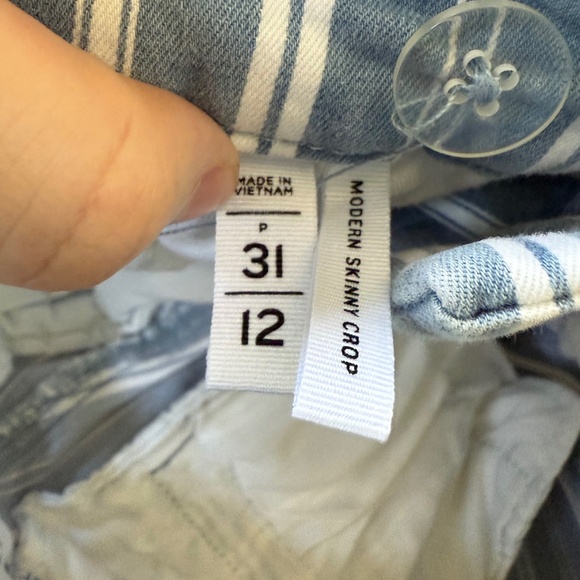 MADE IN
VIETNAM
P
31
12
MODERN SKINNY CROP